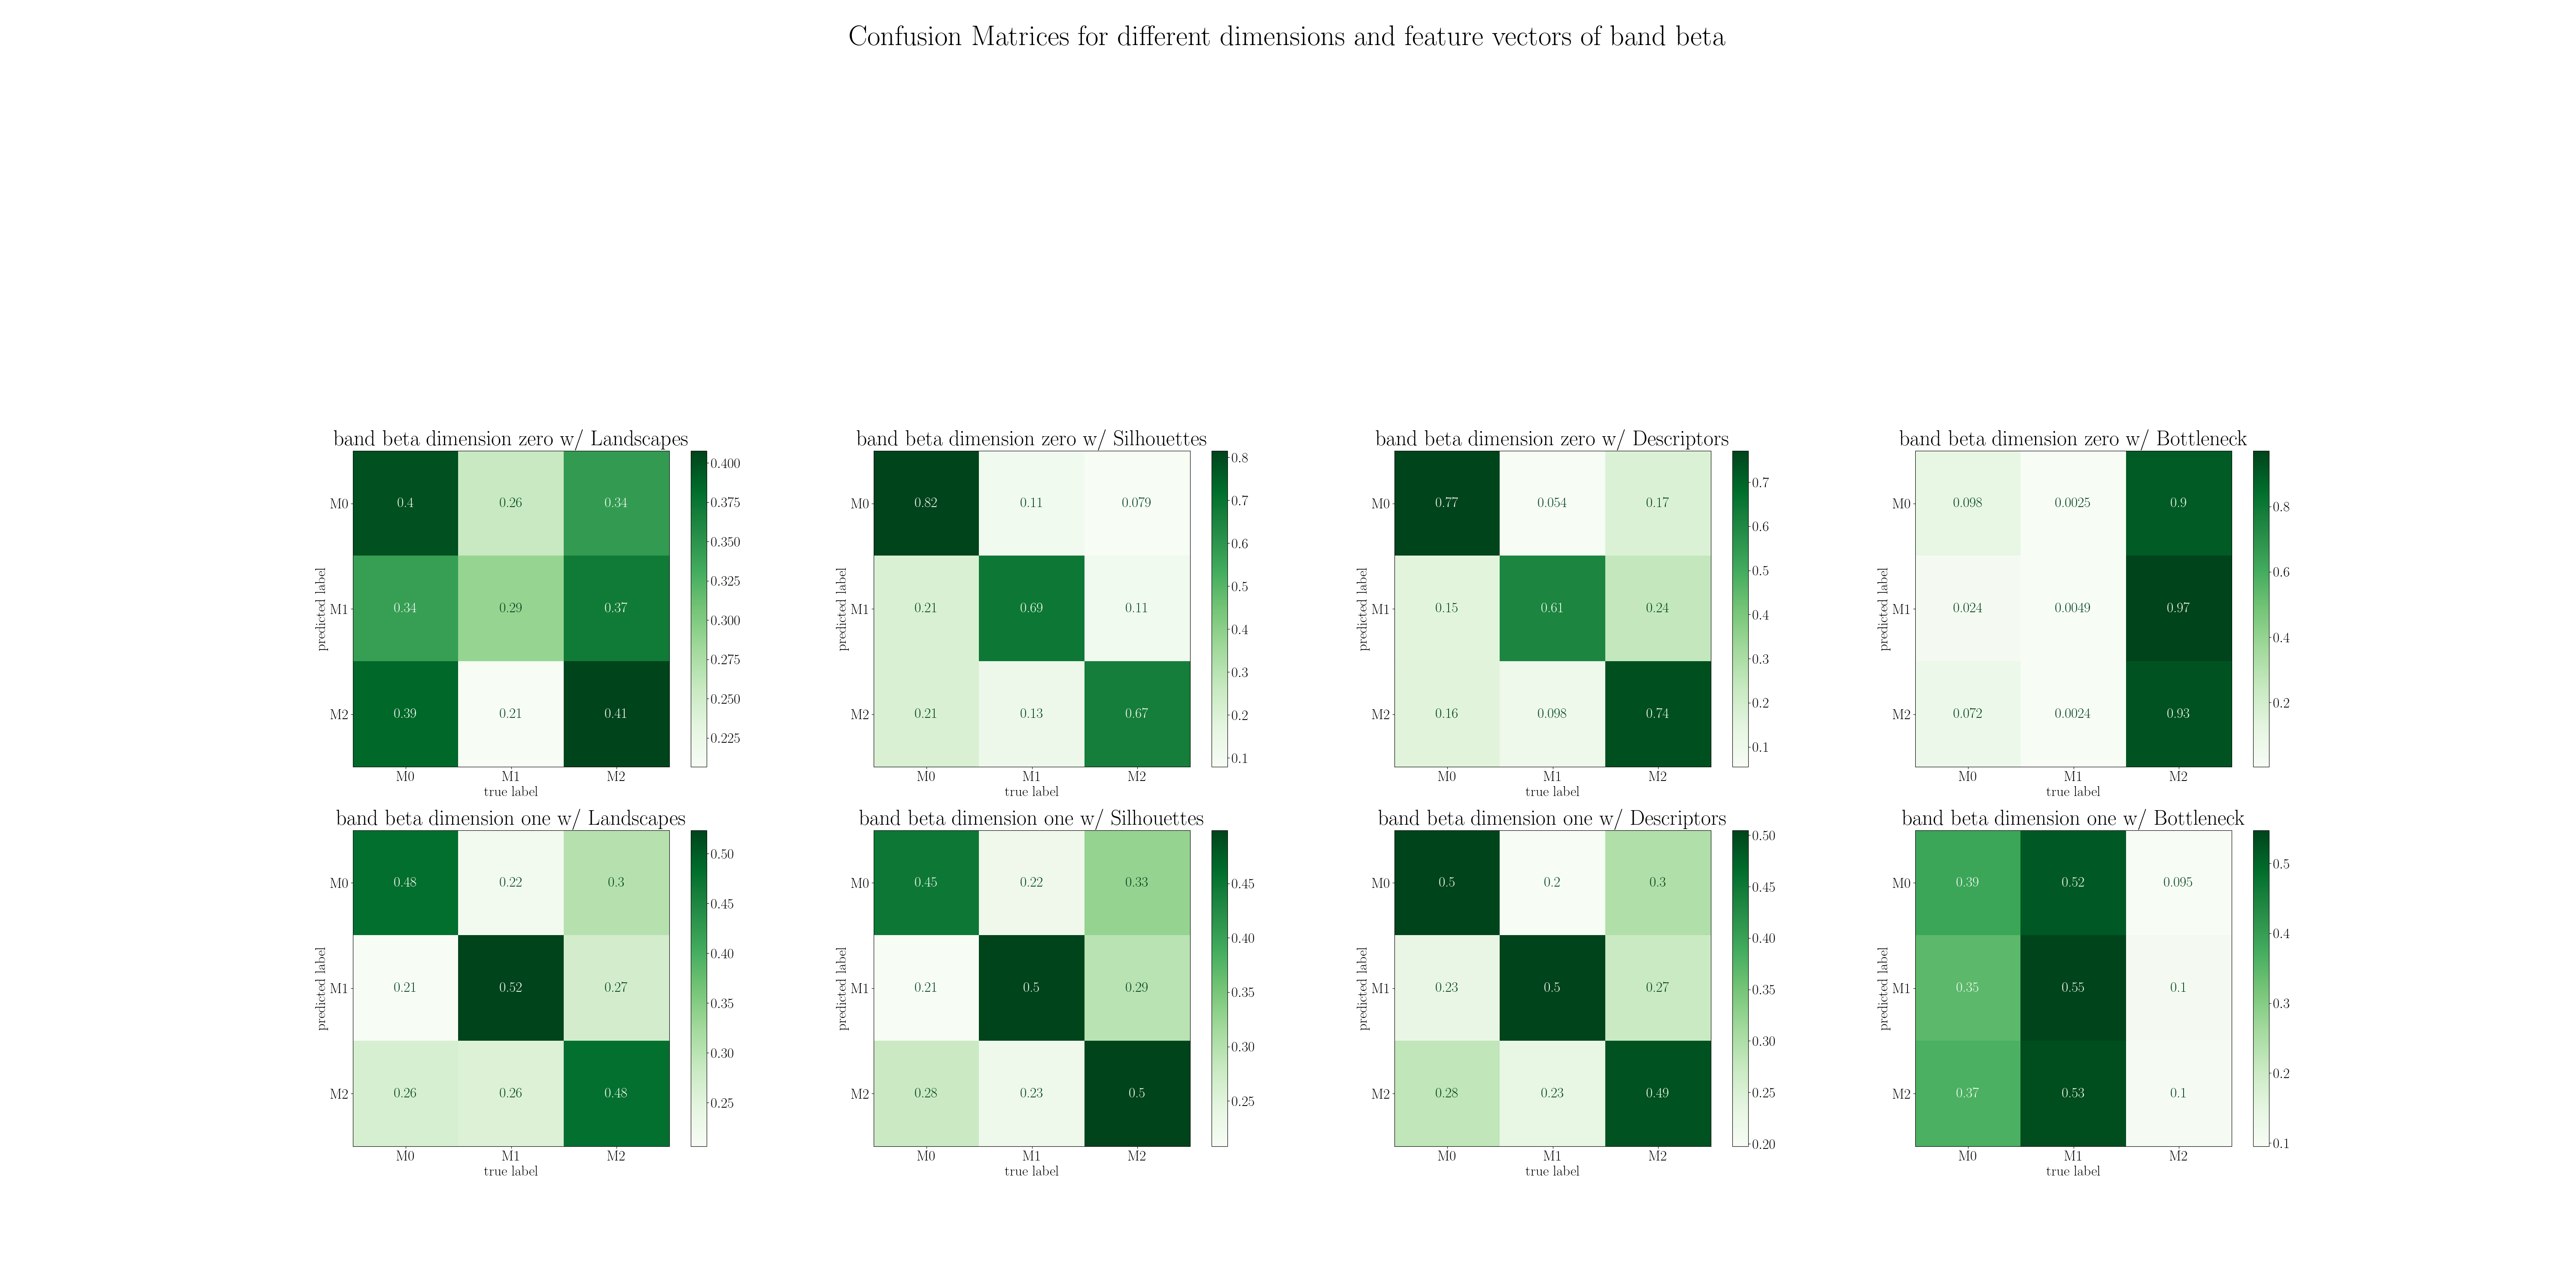 Confusion Matrices for different dimensions and feature vectors of band beta
band beta dimension zero w/ Landscapes
0.4 0.26 0.34
0.34 0.29 0.37
0.39 0.21 0.41
M0
M1
M2
predicted label
M0 M1 M2
true label
0.400
0.375
0.350
0.325
0.300
0.275
0.250
0.225
band beta dimension zero w/ Silhouettes
0.82 0.11 0.079
0.21 0.69 0.11
0.21 0.13 0.67
M0
M1
M2
predicted label
M0 M1 M2
true label
0.8
0.7
0.6
0.5
0.4
0.3
0.2
0.1
band beta dimension zero w/ Descriptors
0.77 0.054 0.17
0.15 0.61 0.24
0.16 0.098 0.74
M0
M1
M2
predicted label
M0 M1 M2
true label
0.7
0.6
0.5
0.4
0.3
0.2
0.1
band beta dimension zero w/ Bottleneck
0.098 0.0025 0.9
0.024 0.0049 0.97
0.072 0.0024 0.93
M0
M1
M2
predicted label
M0 M1 M2
true label
0.8
0.6
0.4
0.2
band beta dimension one w/ Landscapes
0.48 0.22 0.3
0.21 0.52 0.27
0.26 0.26 0.48
M0
M1
M2
predicted label
M0 M1 M2
true label
0.50
0.45
0.40
0.35
0.30
0.25
band beta dimension one w/ Silhouettes
0.45 0.22 0.33
0.21 0.5 0.29
0.28 0.23 0.5
M0
M1
M2
predicted label
M0 M1 M2
true label
0.45
0.40
0.35
0.30
0.25
band beta dimension one w/ Descriptors
0.5 0.2 0.3
0.23 0.5 0.27
0.28 0.23 0.49
M0
M1
M2
predicted label
M0 M1 M2
true label
0.50
0.45
0.40
0.35
0.30
0.25
0.20
band beta dimension one w/ Bottleneck
0.39 0.52 0.095
0.35 0.55 0.1
0.37 0.53 0.1
M0
M1
M2
predicted label
M0 M1 M2
true label
0.5
0.4
0.3
0.2
0.1